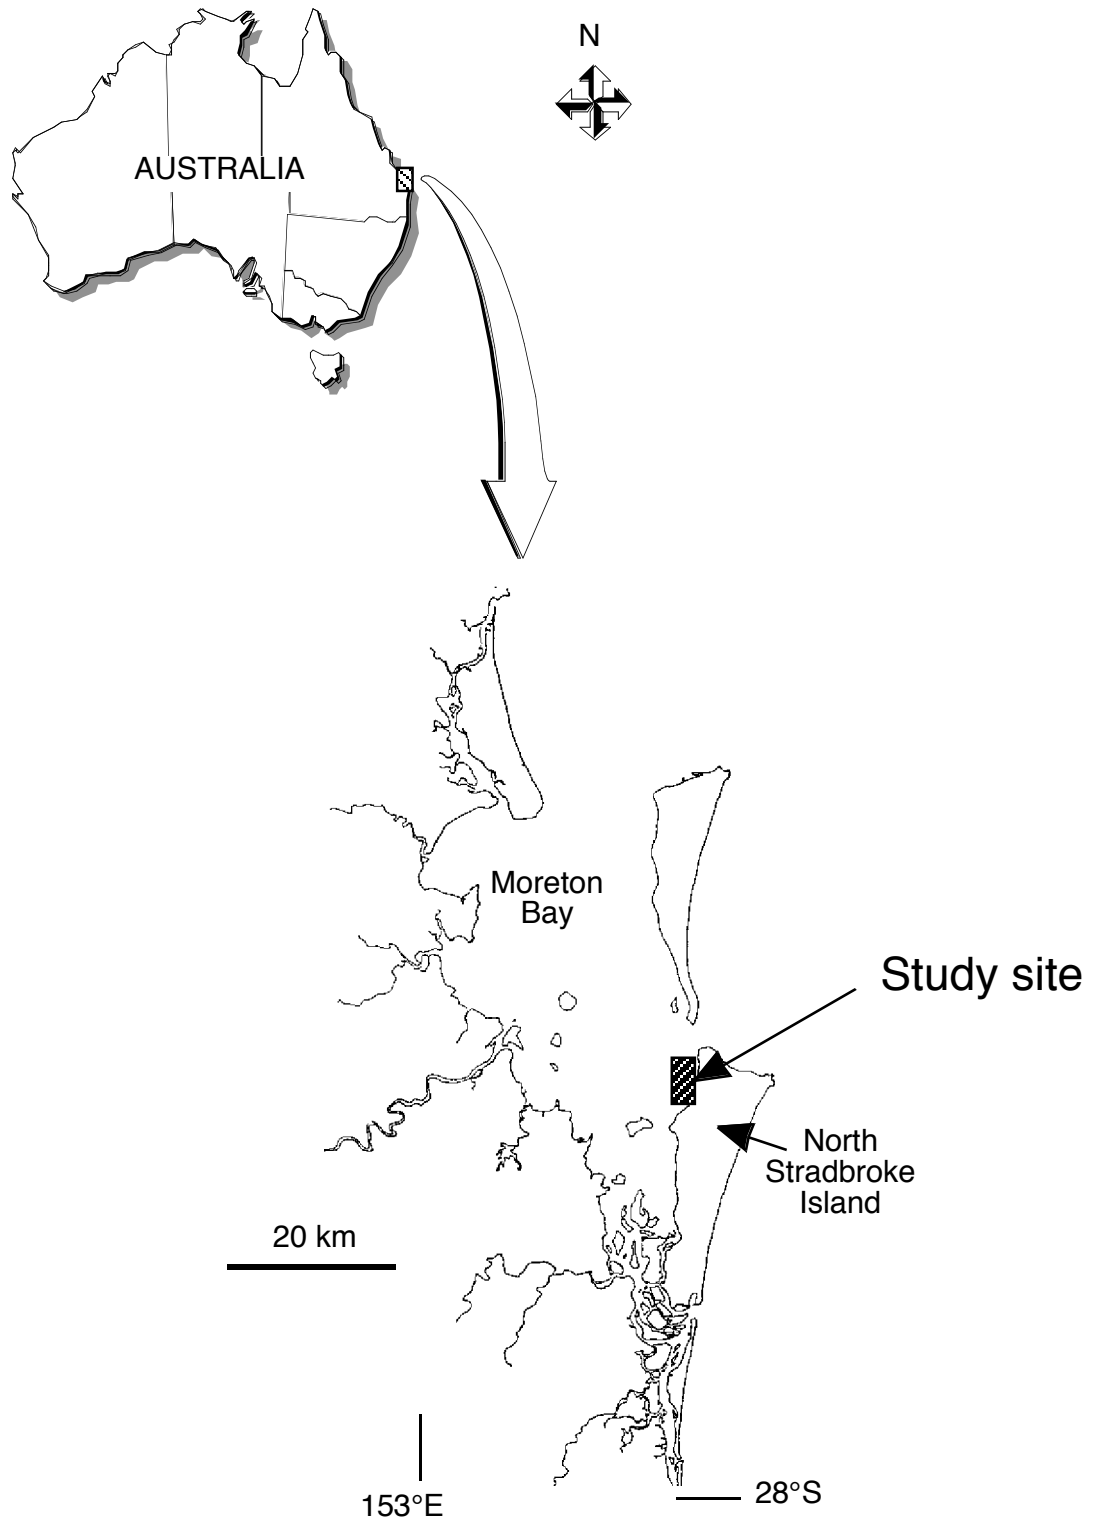 N
AUSTRALIA
Moreton
Bay
Study site
North
Stradbroke
Island
20 km
153°E
28°S